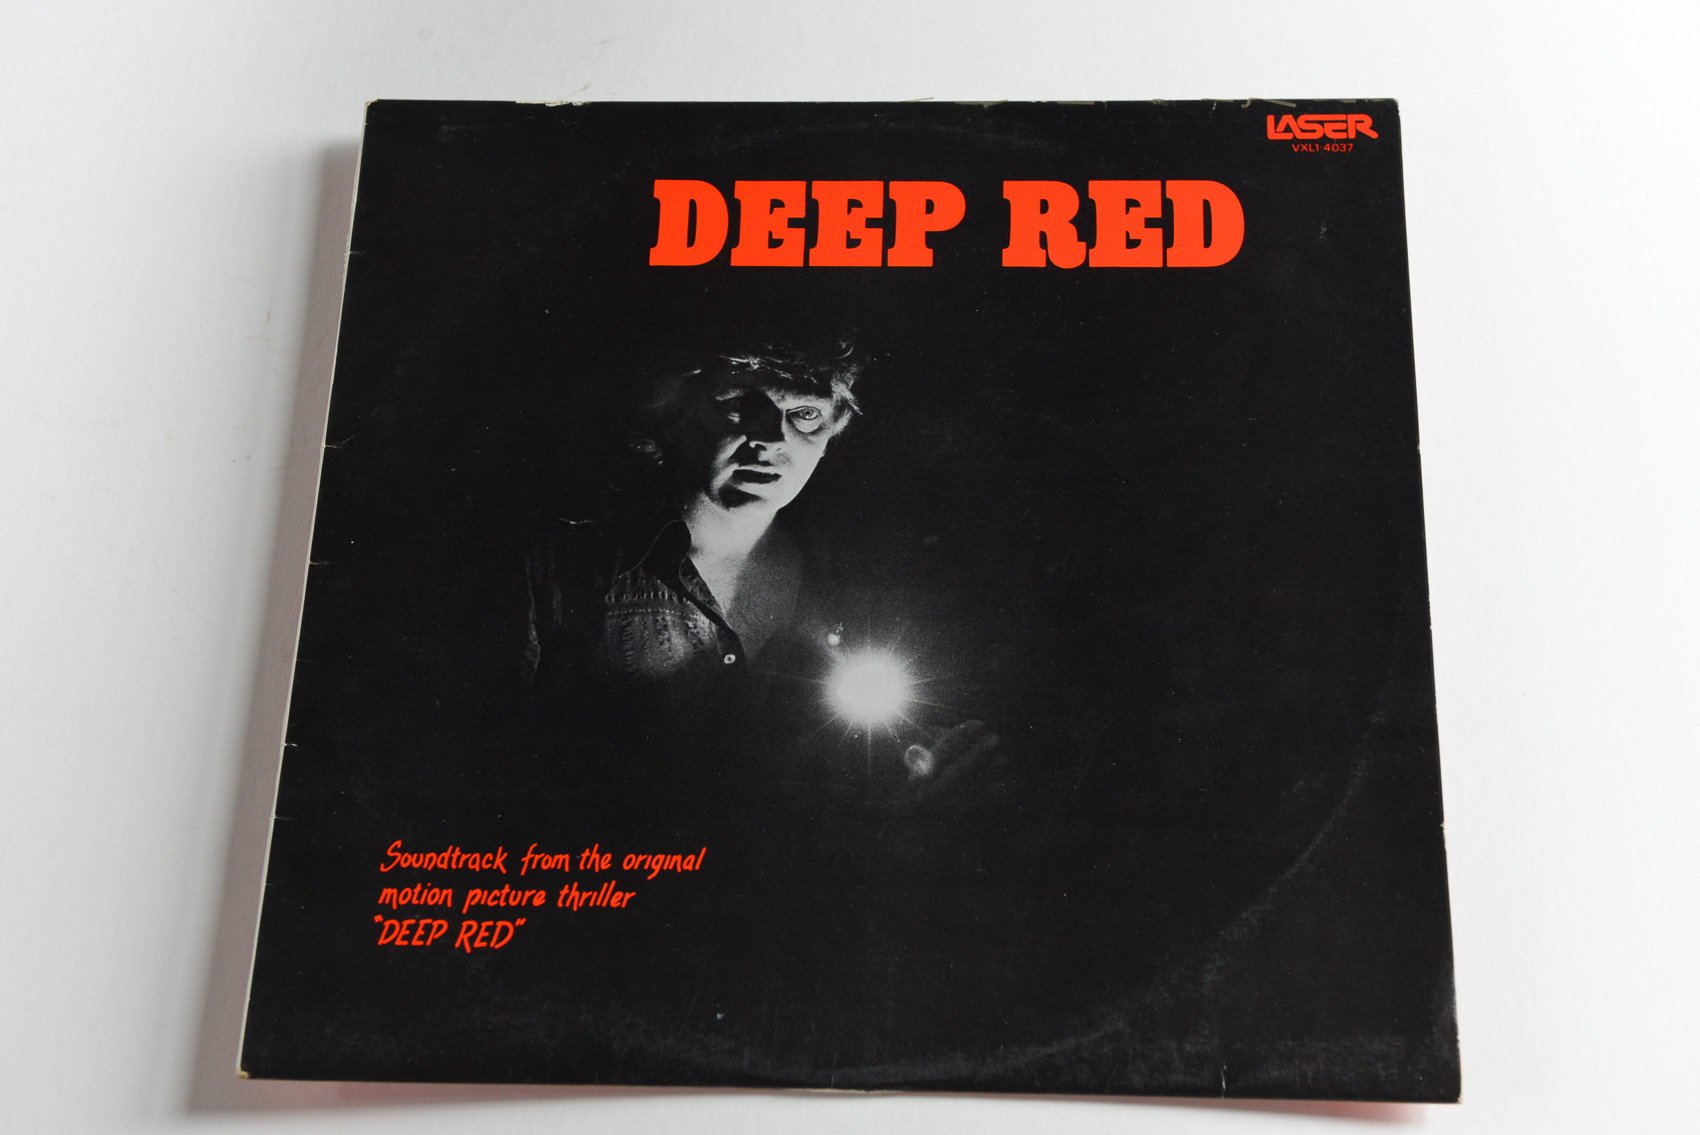 LASER
VXL1-4037
DEEP RED
Soundtrack from the original
motion picture thriller
"DEEP RED"